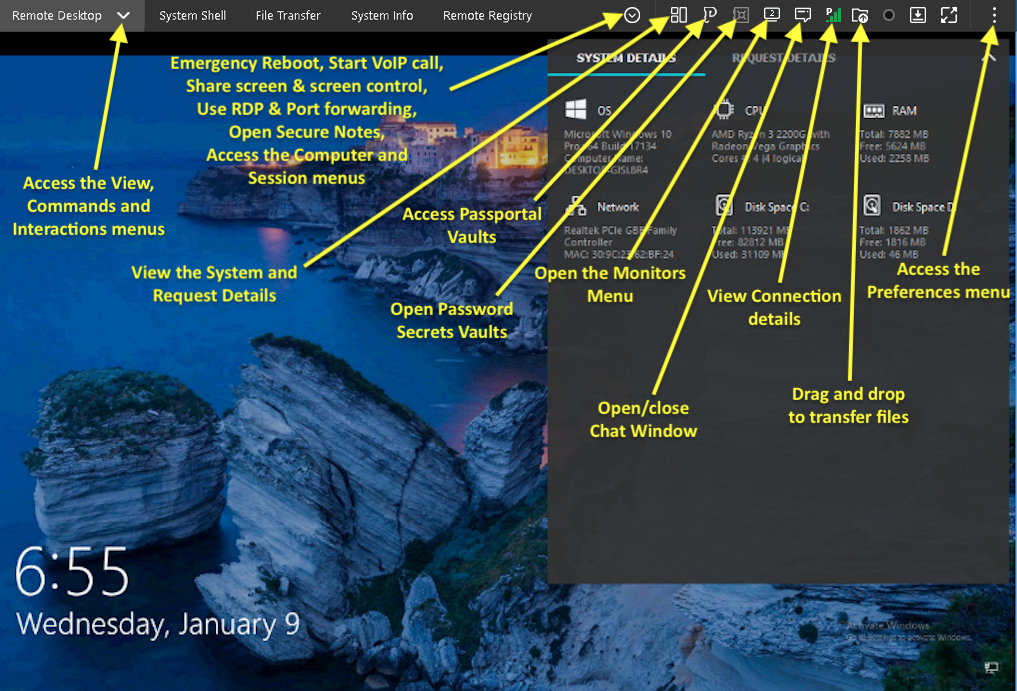 Remote Desktop
System Shell
File Transfer
System Info
Remote Registry
P
2
P
Emergency Reboot, Start VoIP call,
Share screen & screen control,
Use RDP & Port forwarding,
Open Secure Notes,
Access the Computer and
Session menus
SYSTEM DETAILS
REQUEST DETAILS
OS
Microsoft Windows 10
Pro x64 Build 17134
Computer Name:
DESKTOP-GISLBR4
CPU
AMD Ryzen 3 2200G with
Radeon Vega Graphics
Cores 4, 4 (4 logical)
RAM
Total: 7882 MB
Free: 5624 MB
Used: 2258 MB
Access the View,
Commands and
Interactions menus
Network
Realtek PCIe GBE Family
Controller
MAC: 30:9C:23:62:BF:24
Disk Space C:
Total: 113921 MB
Free: 82812 MB
Used: 31109 MB
Disk Space D:
Total: 1862 MB
Free: 1816 MB
Used: 46 MB
Access Passportal
Vaults
View the System and
Request Details
Open Password
Secrets Vaults
Open the Monitors
Menu
View Connection
details
Access the
Preferences menu
Open/close
Chat Window
Drag and drop
to transfer files
6:55
Wednesday, January 9
Activate Windows
Go to Settings to activate Windows.